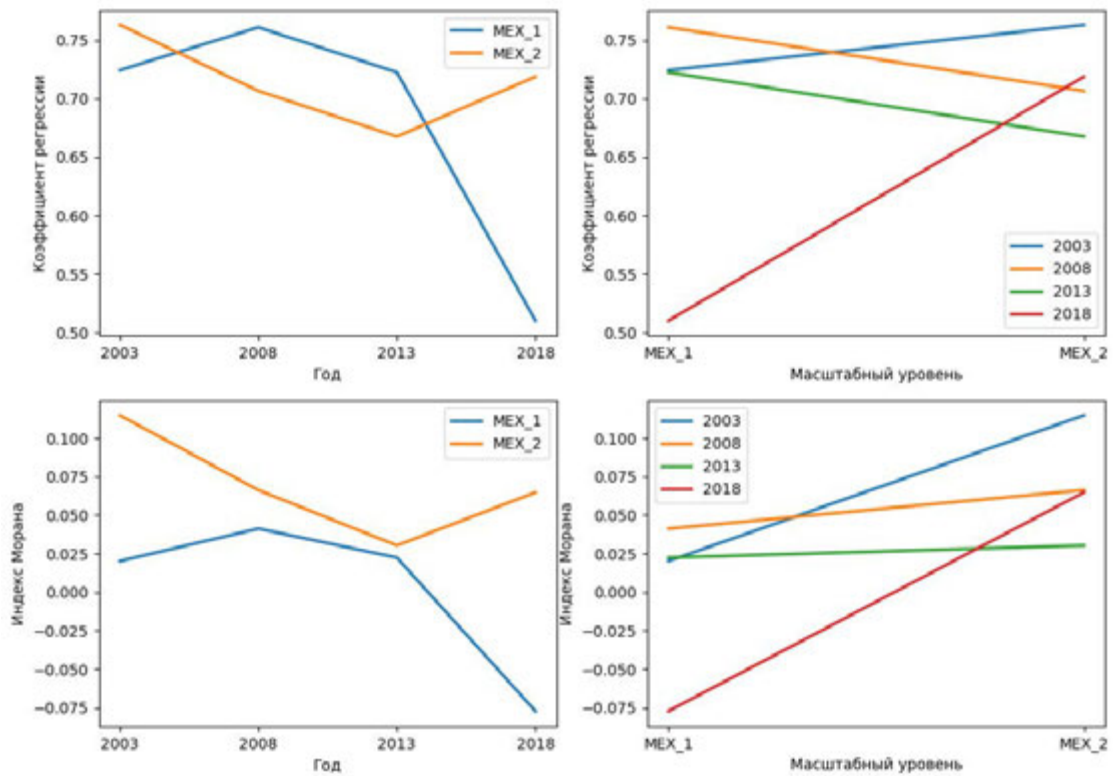 Коэффициент регрессии
0.75
0.70
0.65
0.60
0.55
0.50
MEX_1
MEX_2
2003
2008
2013
2018
Год
Коэффициент регрессии
0.75
0.70
0.65
0.60
0.55
0.50
2003
2008
2013
2018
MEX_1
MEX_2
Масштабный уровень
Индекс Морана
0.100
0.075
0.050
0.025
0.000
−0.025
−0.050
−0.075
MEX_1
MEX_2
2003
2008
2013
2018
Год
Индекс Морана
0.100
0.075
0.050
0.025
0.000
−0.025
−0.050
−0.075
2003
2008
2013
2018
MEX_1
MEX_2
Масштабный уровень